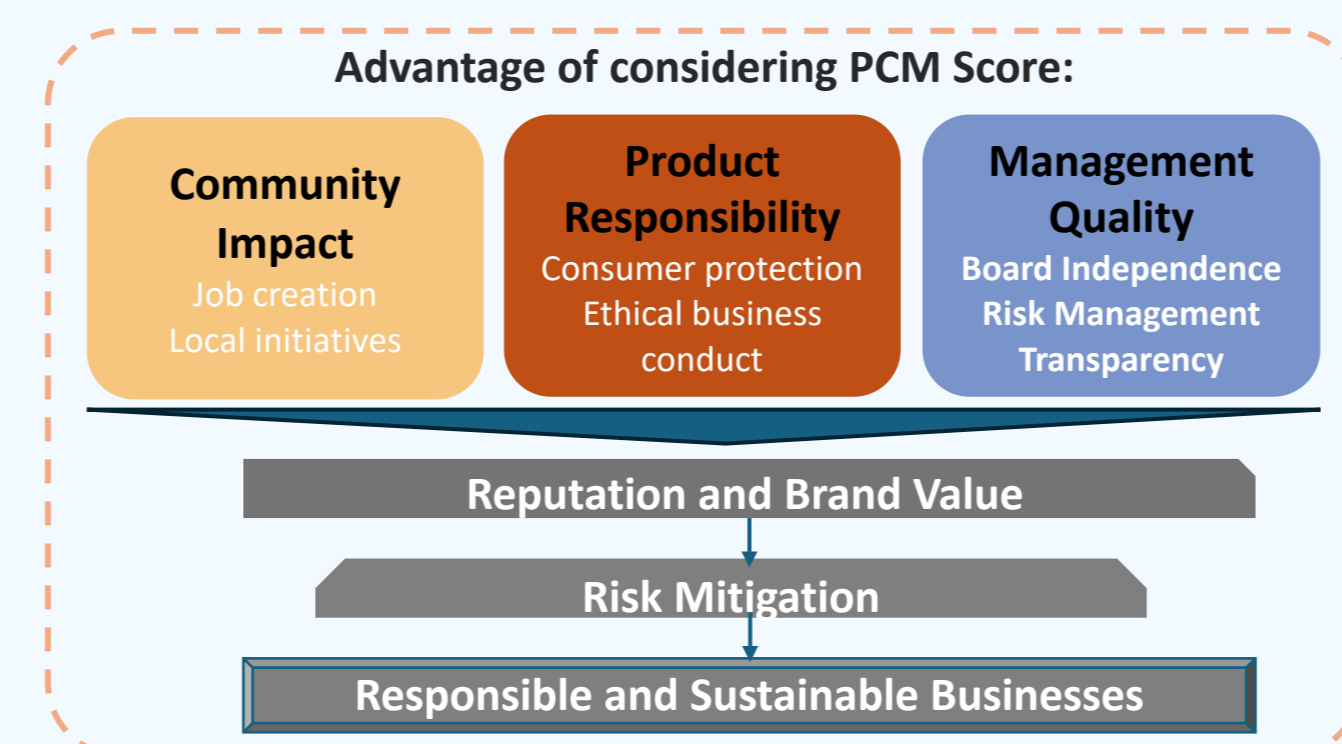 Advantage of considering PCM Score:
Community
Impact
Job creation
Local initiatives
Product
Responsibility
Consumer protection
Ethical business
conduct
Management
Quality
Board Independence
Risk Management
Transparency
Reputation and Brand Value
Risk Mitigation
Responsible and Sustainable Businesses